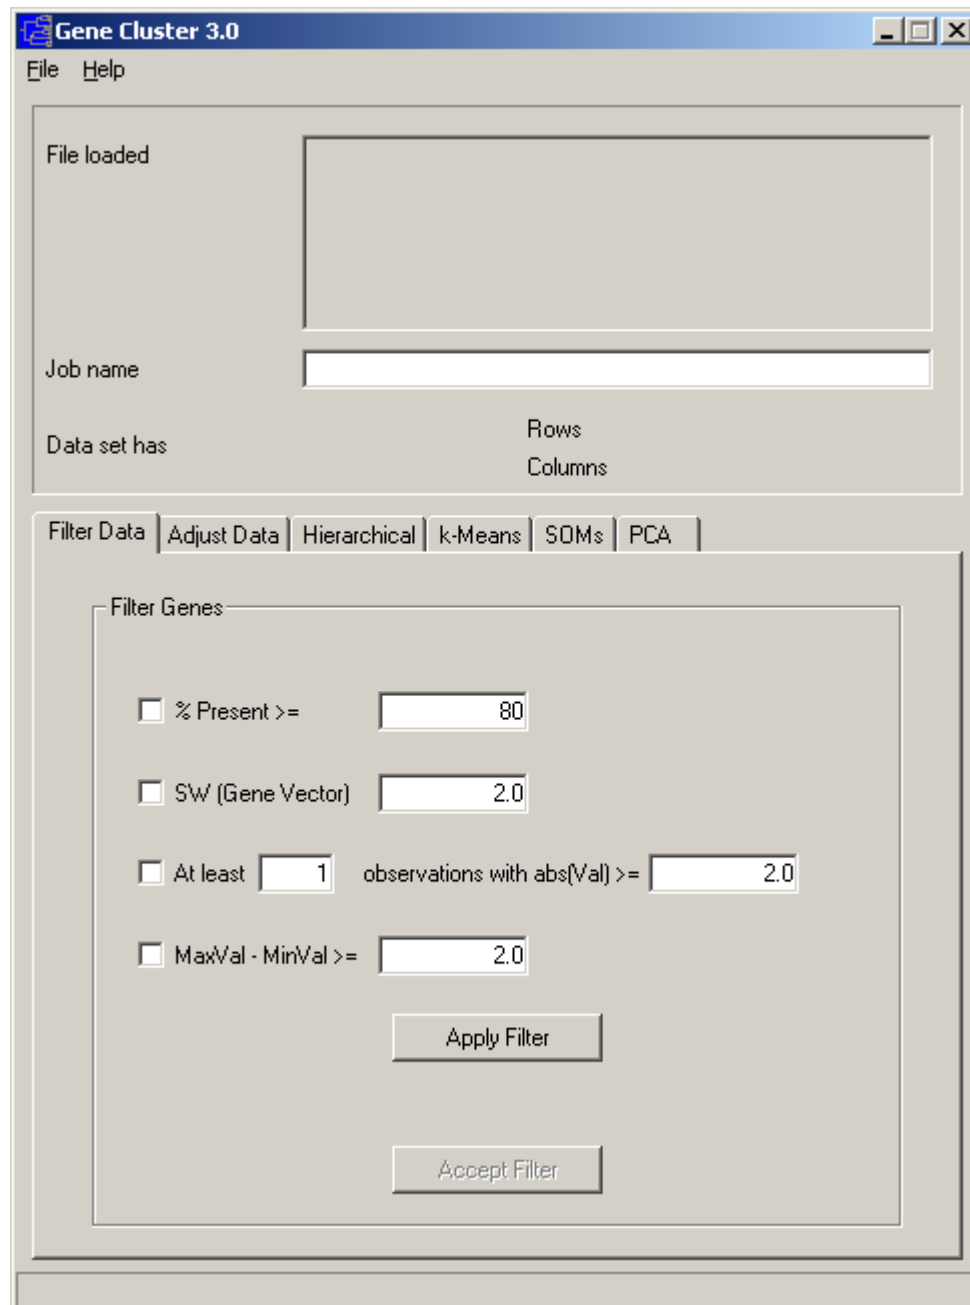 Gene Cluster 3.0
File Help
File loaded
Job name
Data set has
Rows
Columns
Filter Data Adjust Data Hierarchical k-Means SOMs PCA
Filter Genes
% Present >= 80
SW (Gene Vector) 2.0
At least 1 observations with abs(Val) >= 2.0
MaxVal - MinVal >= 2.0
Apply Filter
Accept Filter